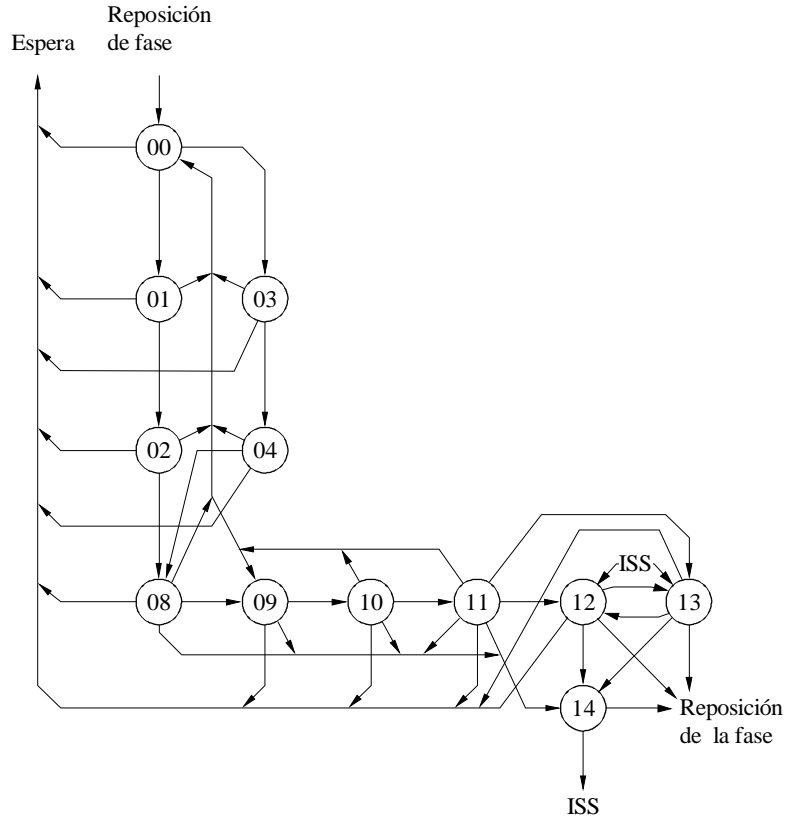 Reposición
de fase
Espera
00
01
03
02
04
ISS
08
09
10
11
12
13
14
Reposición
de la fase
ISS